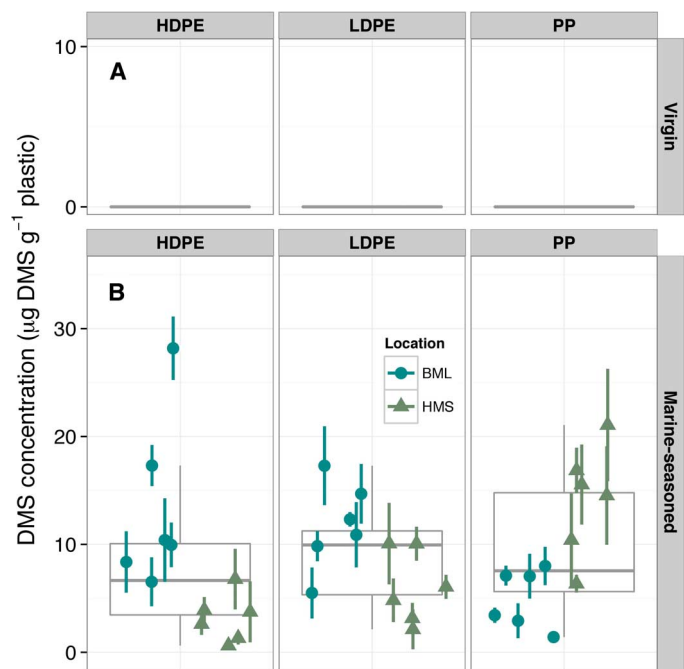 HDPE LDPE PP
A
10
0
Virgin
HDPE LDPE PP
B
30
20
10
0
Marine-seasoned
Location
BML
HMS
DMS concentration (µg DMS g⁻¹ plastic)